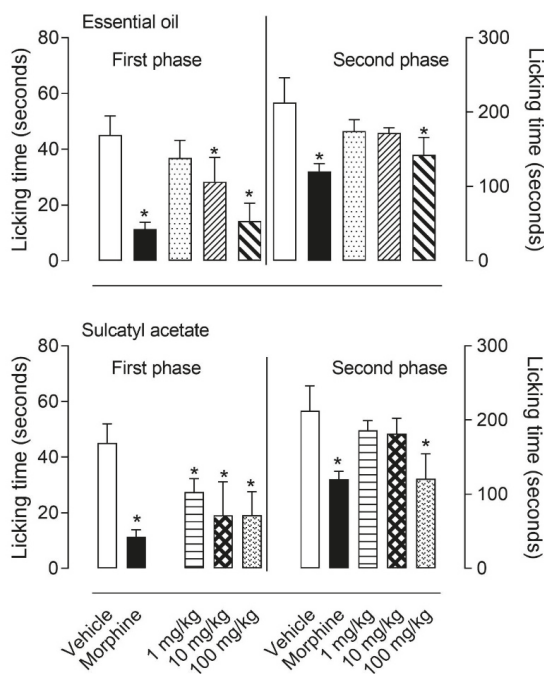 Essential oil
First phase
Second phase
Licking time (seconds)
80
60
40
20
0
*
*
*
*
*
300
200
100
0
Licking time (seconds)
Sulcatyl acetate
First phase
Second phase
Licking time (seconds)
80
60
40
20
0
*
*
*
*
*
*
300
200
100
0
Licking time (seconds)
Vehicle
Morphine
1 mg/kg
10 mg/kg
100 mg/kg
Vehicle
Morphine
1 mg/kg
10 mg/kg
100 mg/kg